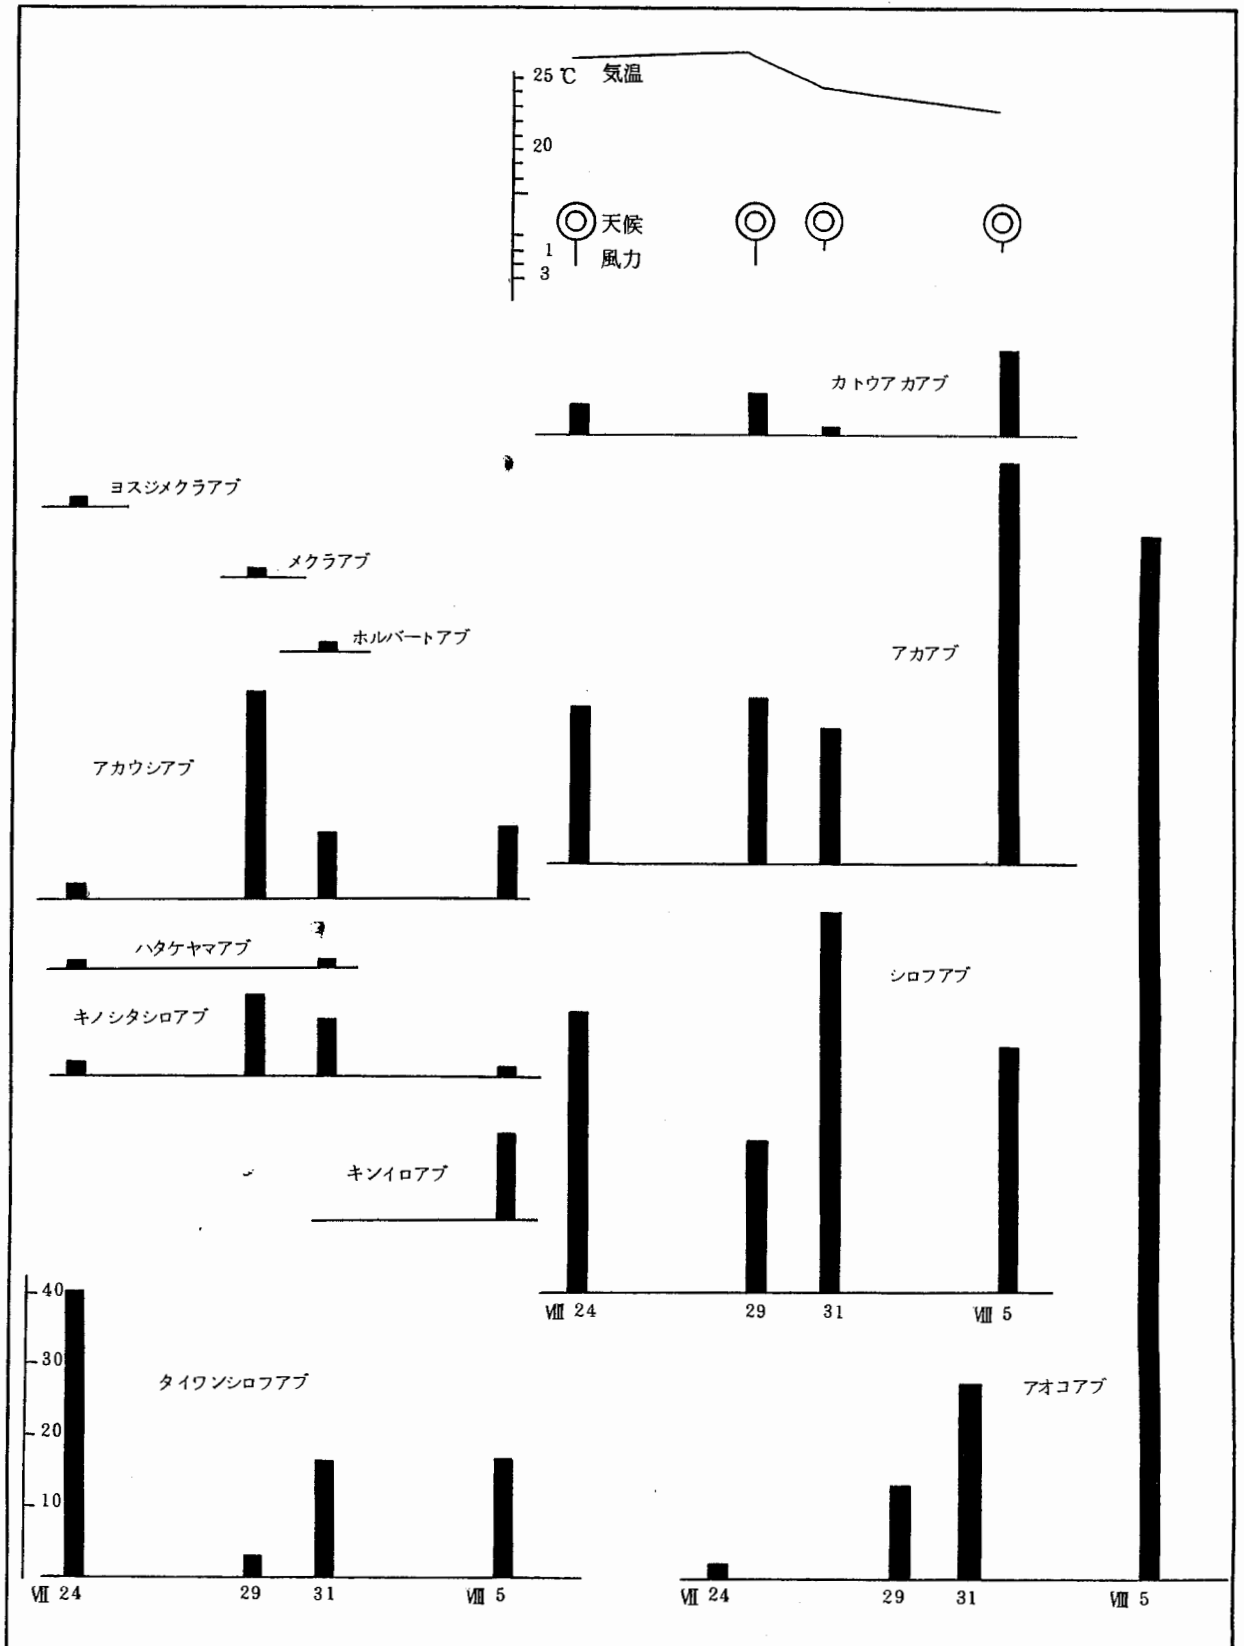 25 ℃ 気温
20
天候
1 風力
3
カトウアカアブ
ヨスジメクラアブ
メクラアブ
ホルバートアブ
アカアブ
アカウシアブ
ハタケヤマアブ
シロフアブ
キノシタシロアブ
キンイロアブ
Ⅷ 24 29 31 Ⅷ 5
40
30
タイワンシロフアブ
アオコアブ
20
10
Ⅶ 24 29 31 Ⅷ 5
Ⅶ 24 29 31 Ⅷ 5